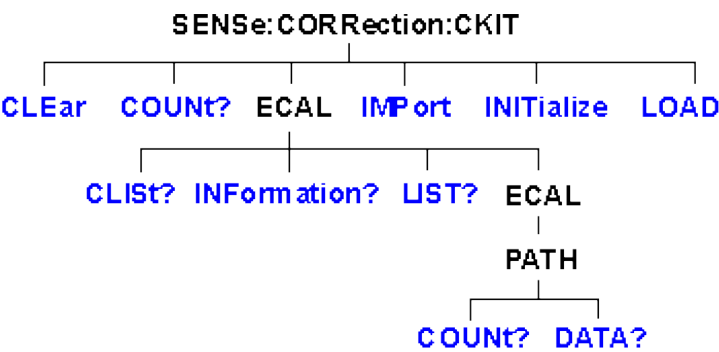 SENSe:CORRection:CKIT
CLEar COUNt? ECAL IMPort INITialize LOAD
CLISt? INFormation? LIST? ECAL
PATH
COUNt? DATA?